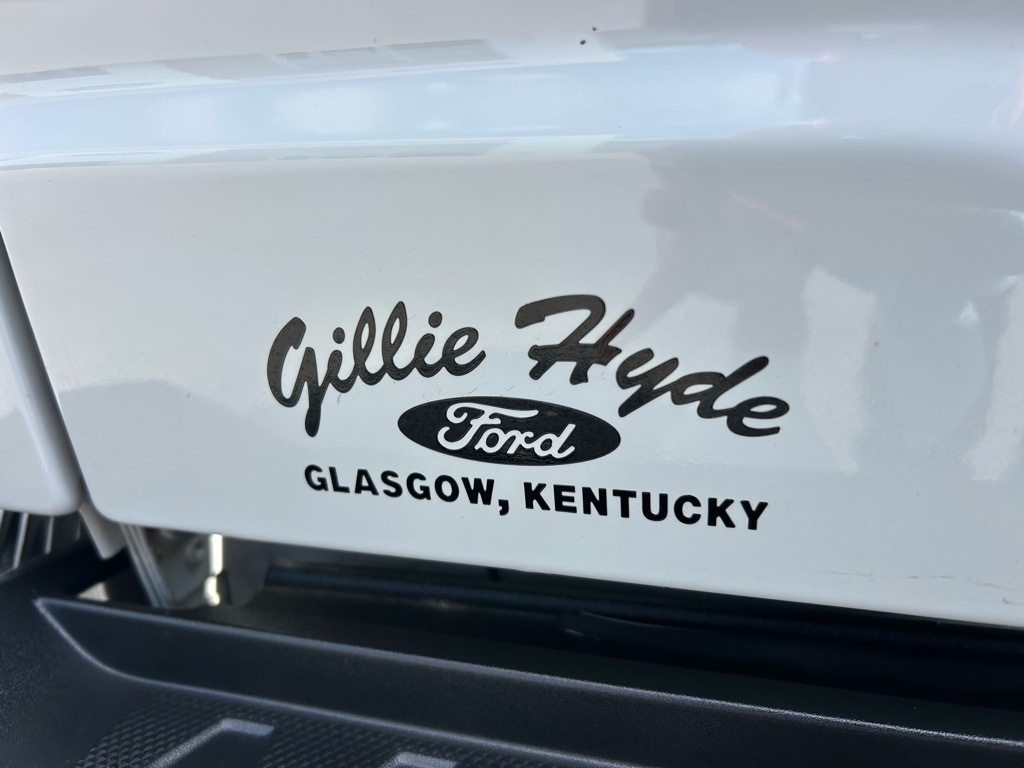 Gillie Hyde
Ford
GLASGOW, KENTUCKY